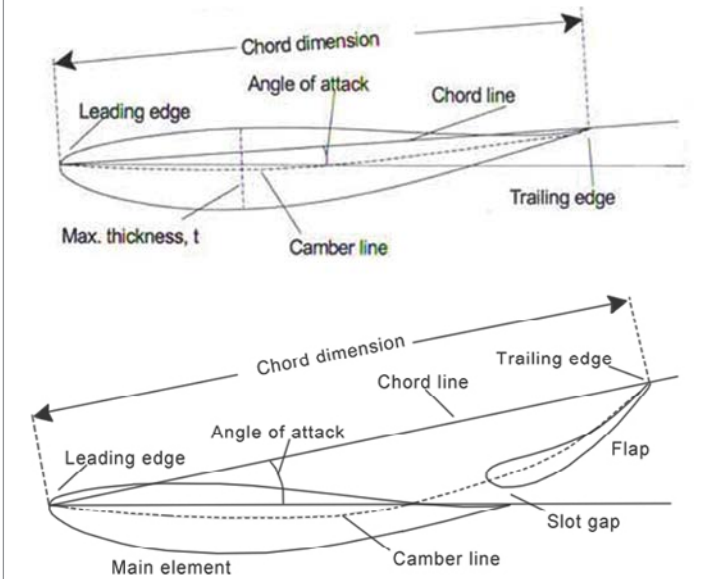 Chord dimension
Angle of attack
Chord line
Leading edge
Trailing edge
Max. thickness, t
Camber line
Chord dimension
Trailing edge
Chord line
Angle of attack
Leading edge
Flap
Slot gap
Camber line
Main element